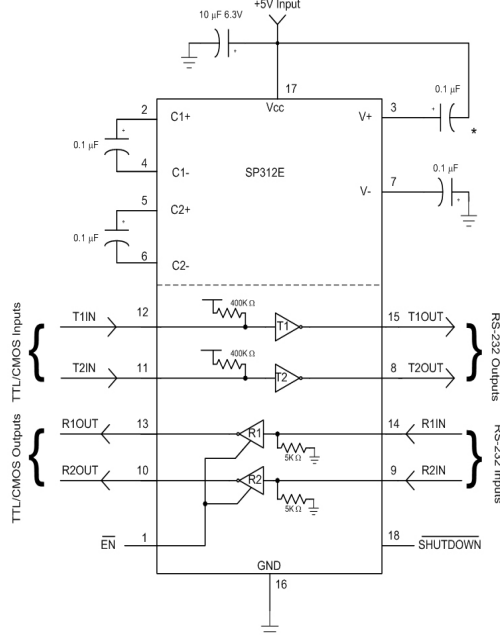 +5V Input
10 µF 6.3V
+
17
Vcc
0.1 µF
2
C1+
V+
3
+
*
+
0.1 µF
4
C1-
SP312E
0.1 µF
V-
7
+
5
C2+
+
0.1 µF
6
C2-
400K Ω
12
T1IN
T1
15
T1OUT
TTL/CMOS Inputs
RS-232 Outputs
400K Ω
T2IN
11
T2
8
T2OUT
R1OUT
13
R1
14
R1IN
TTL/CMOS Outputs
5K Ω
RS-232 Inputs
R2OUT
10
R2
9
R2IN
5K Ω
EN
1
18
SHUTDOWN
GND
16